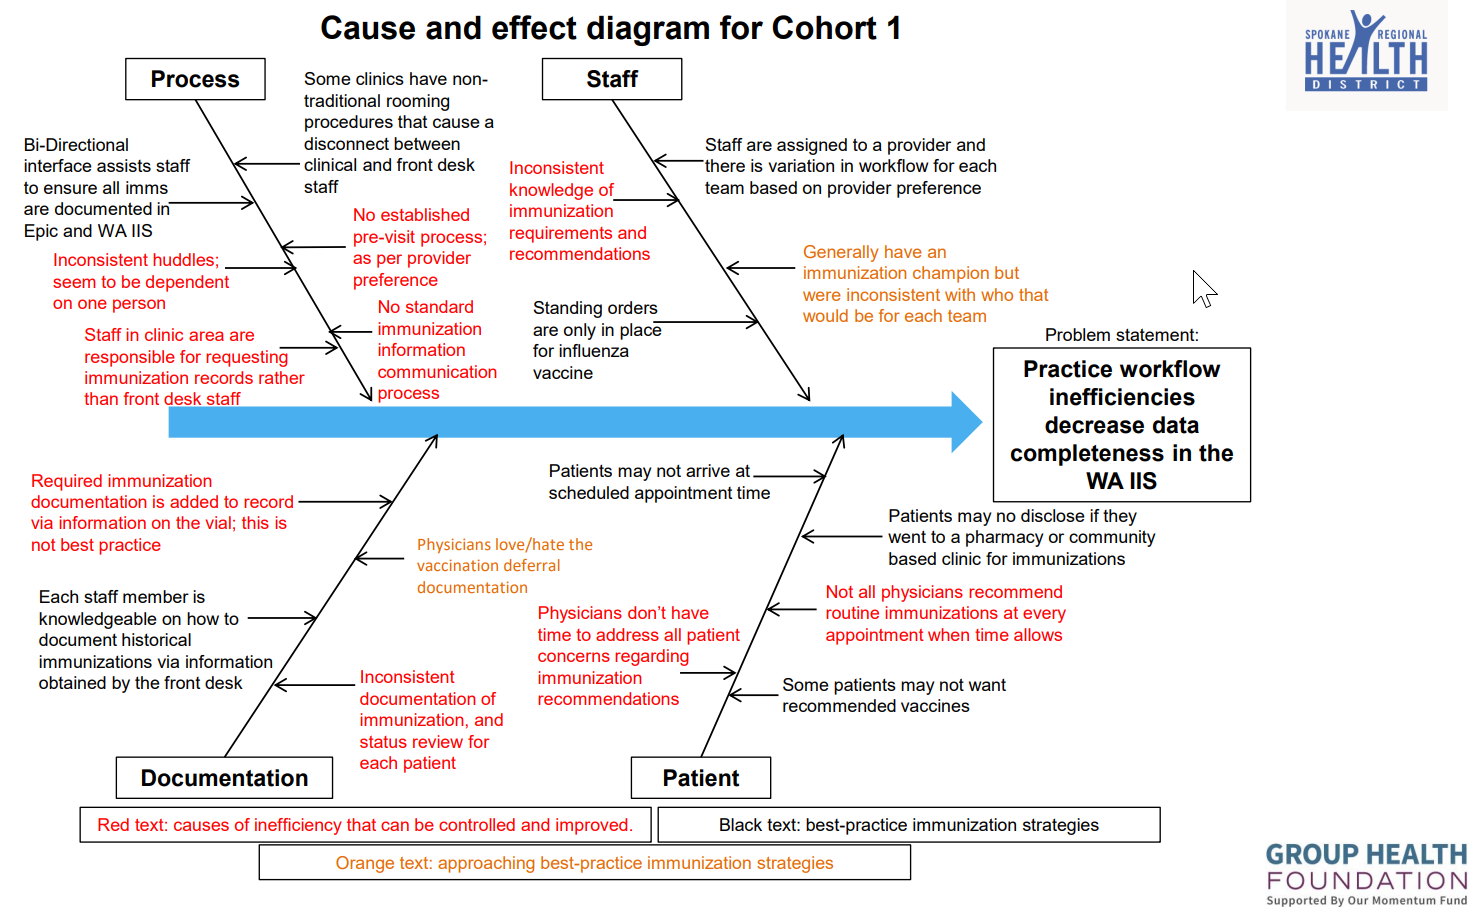 Cause and effect diagram for Cohort 1
SPOKANE REGIONAL
HEALTH
DISTRICT
Process
Some clinics have non-
traditional rooming
procedures that cause a
disconnect between
clinical and front desk
staff
Bi-Directional
interface assists staff
to ensure all imms
are documented in
Epic and WA IIS
No established
pre-visit process;
as per provider
preference
Inconsistent huddles;
seem to be dependent
on one person
No standard
immunization
information
communication
process
Staff in clinic area are
responsible for requesting
immunization records rather
than front desk staff
Staff
Staff are assigned to a provider and
there is variation in workflow for each
team based on provider preference
Inconsistent
knowledge of
immunization
requirements and
recommendations
Generally have an
immunization champion but
were inconsistent with who that
would be for each team
Standing orders
are only in place
for influenza
vaccine
Problem statement:
Practice workflow
inefficiencies
decrease data
completeness in the
WA IIS
Required immunization
documentation is added to record
via information on the vial; this is
not best practice
Physicians love/hate the
vaccination deferral
documentation
Each staff member is
knowledgeable on how to
document historical
immunizations via information
obtained by the front desk
Inconsistent
documentation of
immunization, and
status review for
each patient
Documentation
Patients may not arrive at
scheduled appointment time
Patients may no disclose if they
went to a pharmacy or community
based clinic for immunizations
Not all physicians recommend
routine immunizations at every
appointment when time allows
Physicians don't have
time to address all patient
concerns regarding
immunization
recommendations
Some patients may not want
recommended vaccines
Patient
Red text: causes of inefficiency that can be controlled and improved.
Black text: best-practice immunization strategies
Orange text: approaching best-practice immunization strategies
GROUP HEALTH
FOUNDATION
Supported By Our Momentum Fund